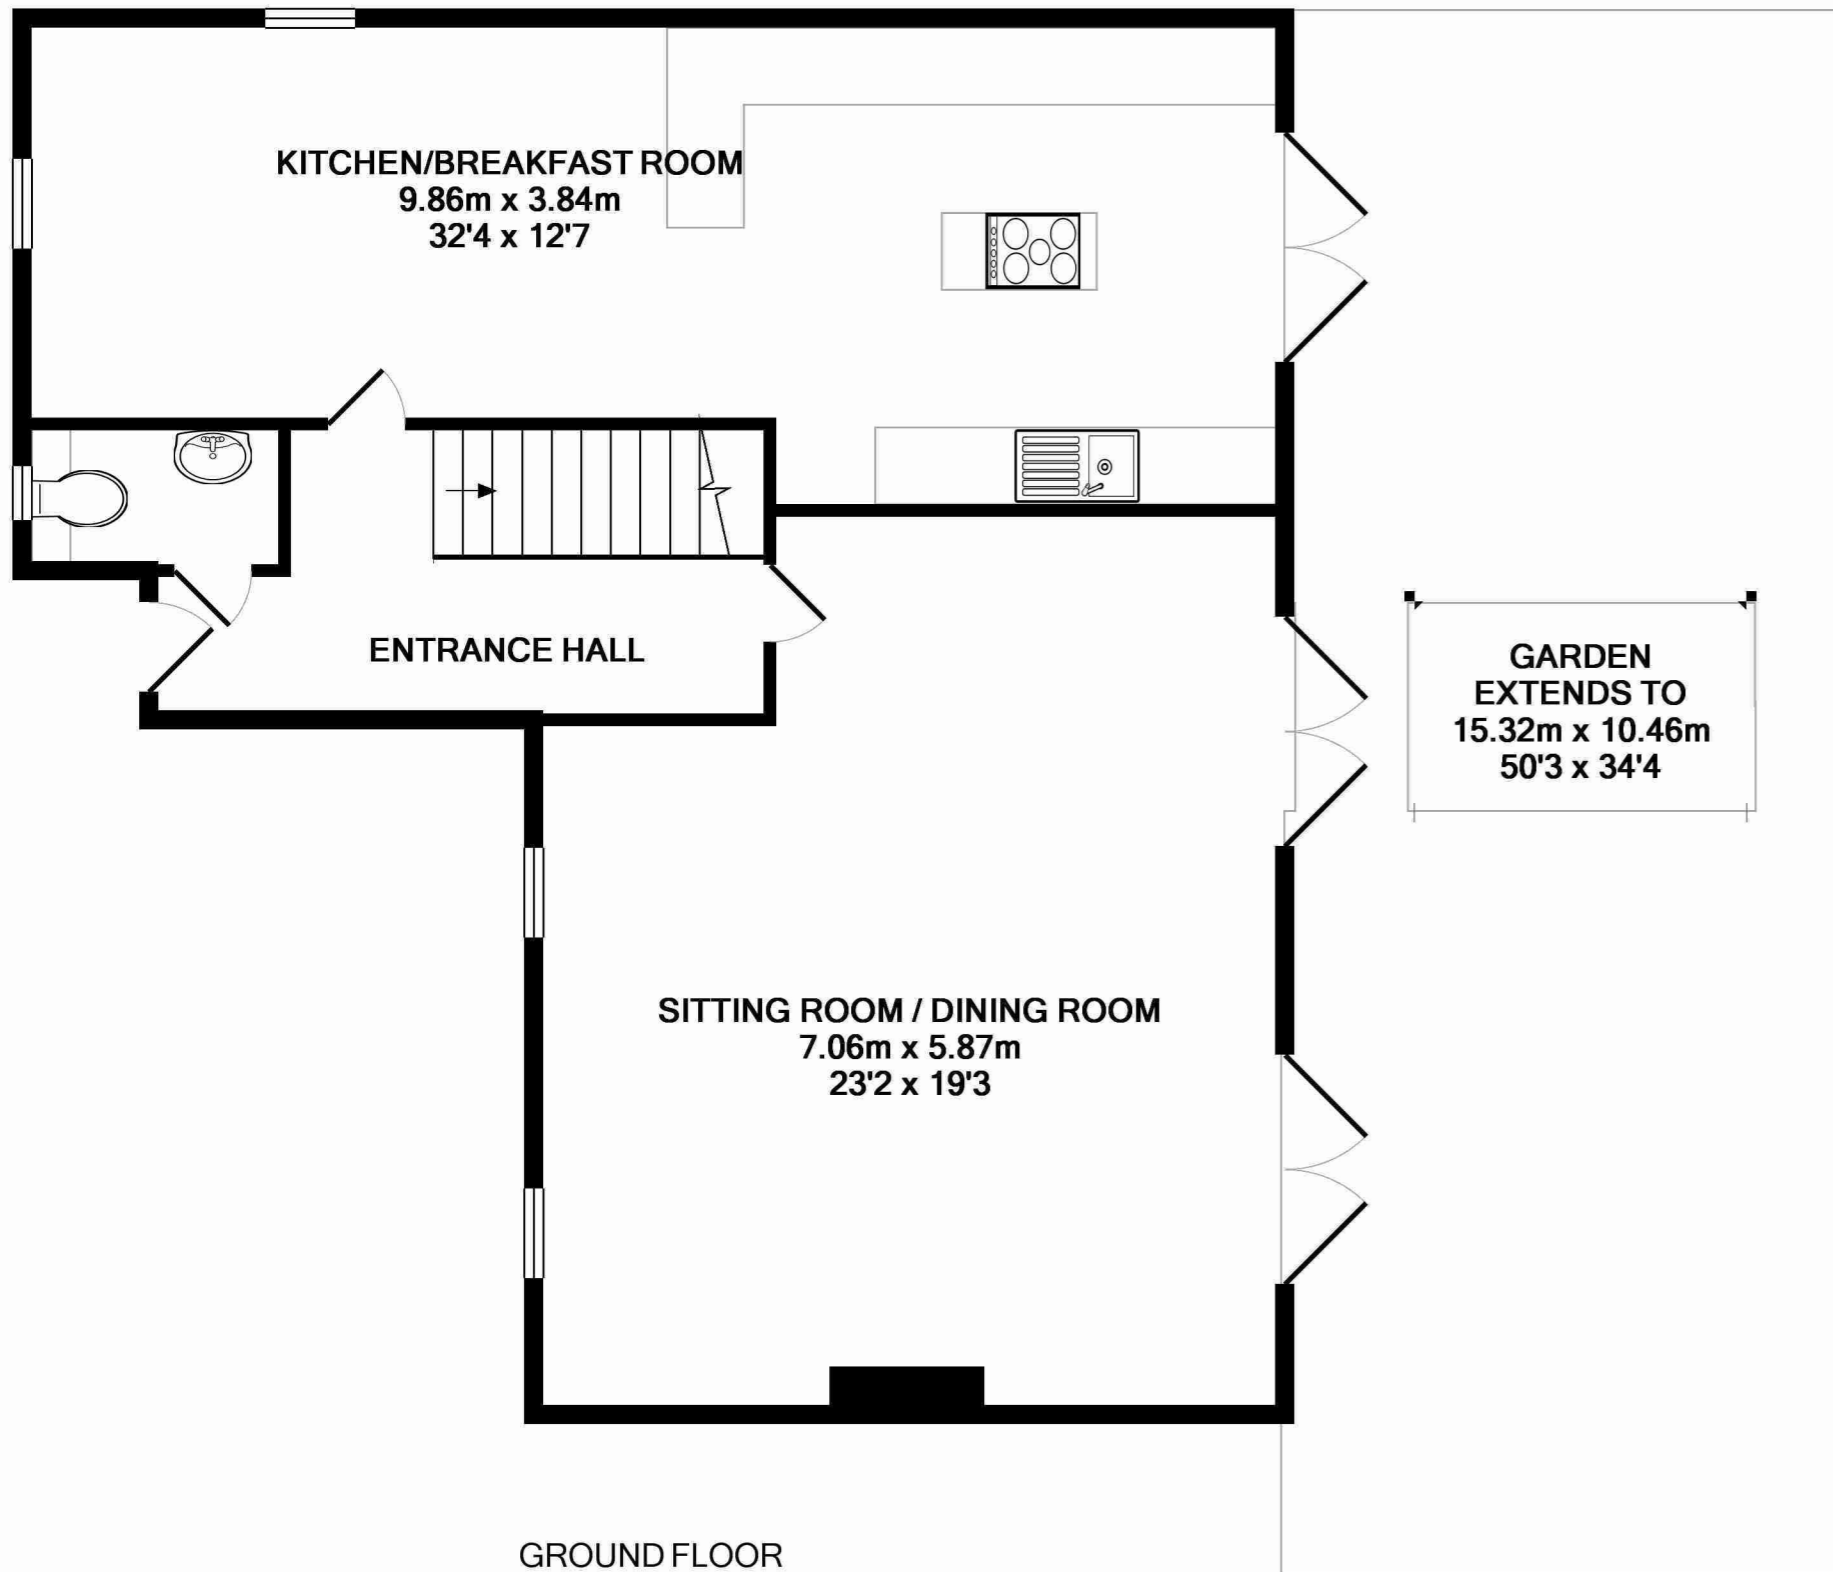 KITCHEN/BREAKFAST ROOM
9.86m x 3.84m
32'4 x 12'7
ENTRANCE HALL
GARDEN
EXTENDS TO
15.32m x 10.46m
50'3 x 34'4
SITTING ROOM / DINING ROOM
7.06m x 5.87m
23'2 x 19'3
GROUND FLOOR